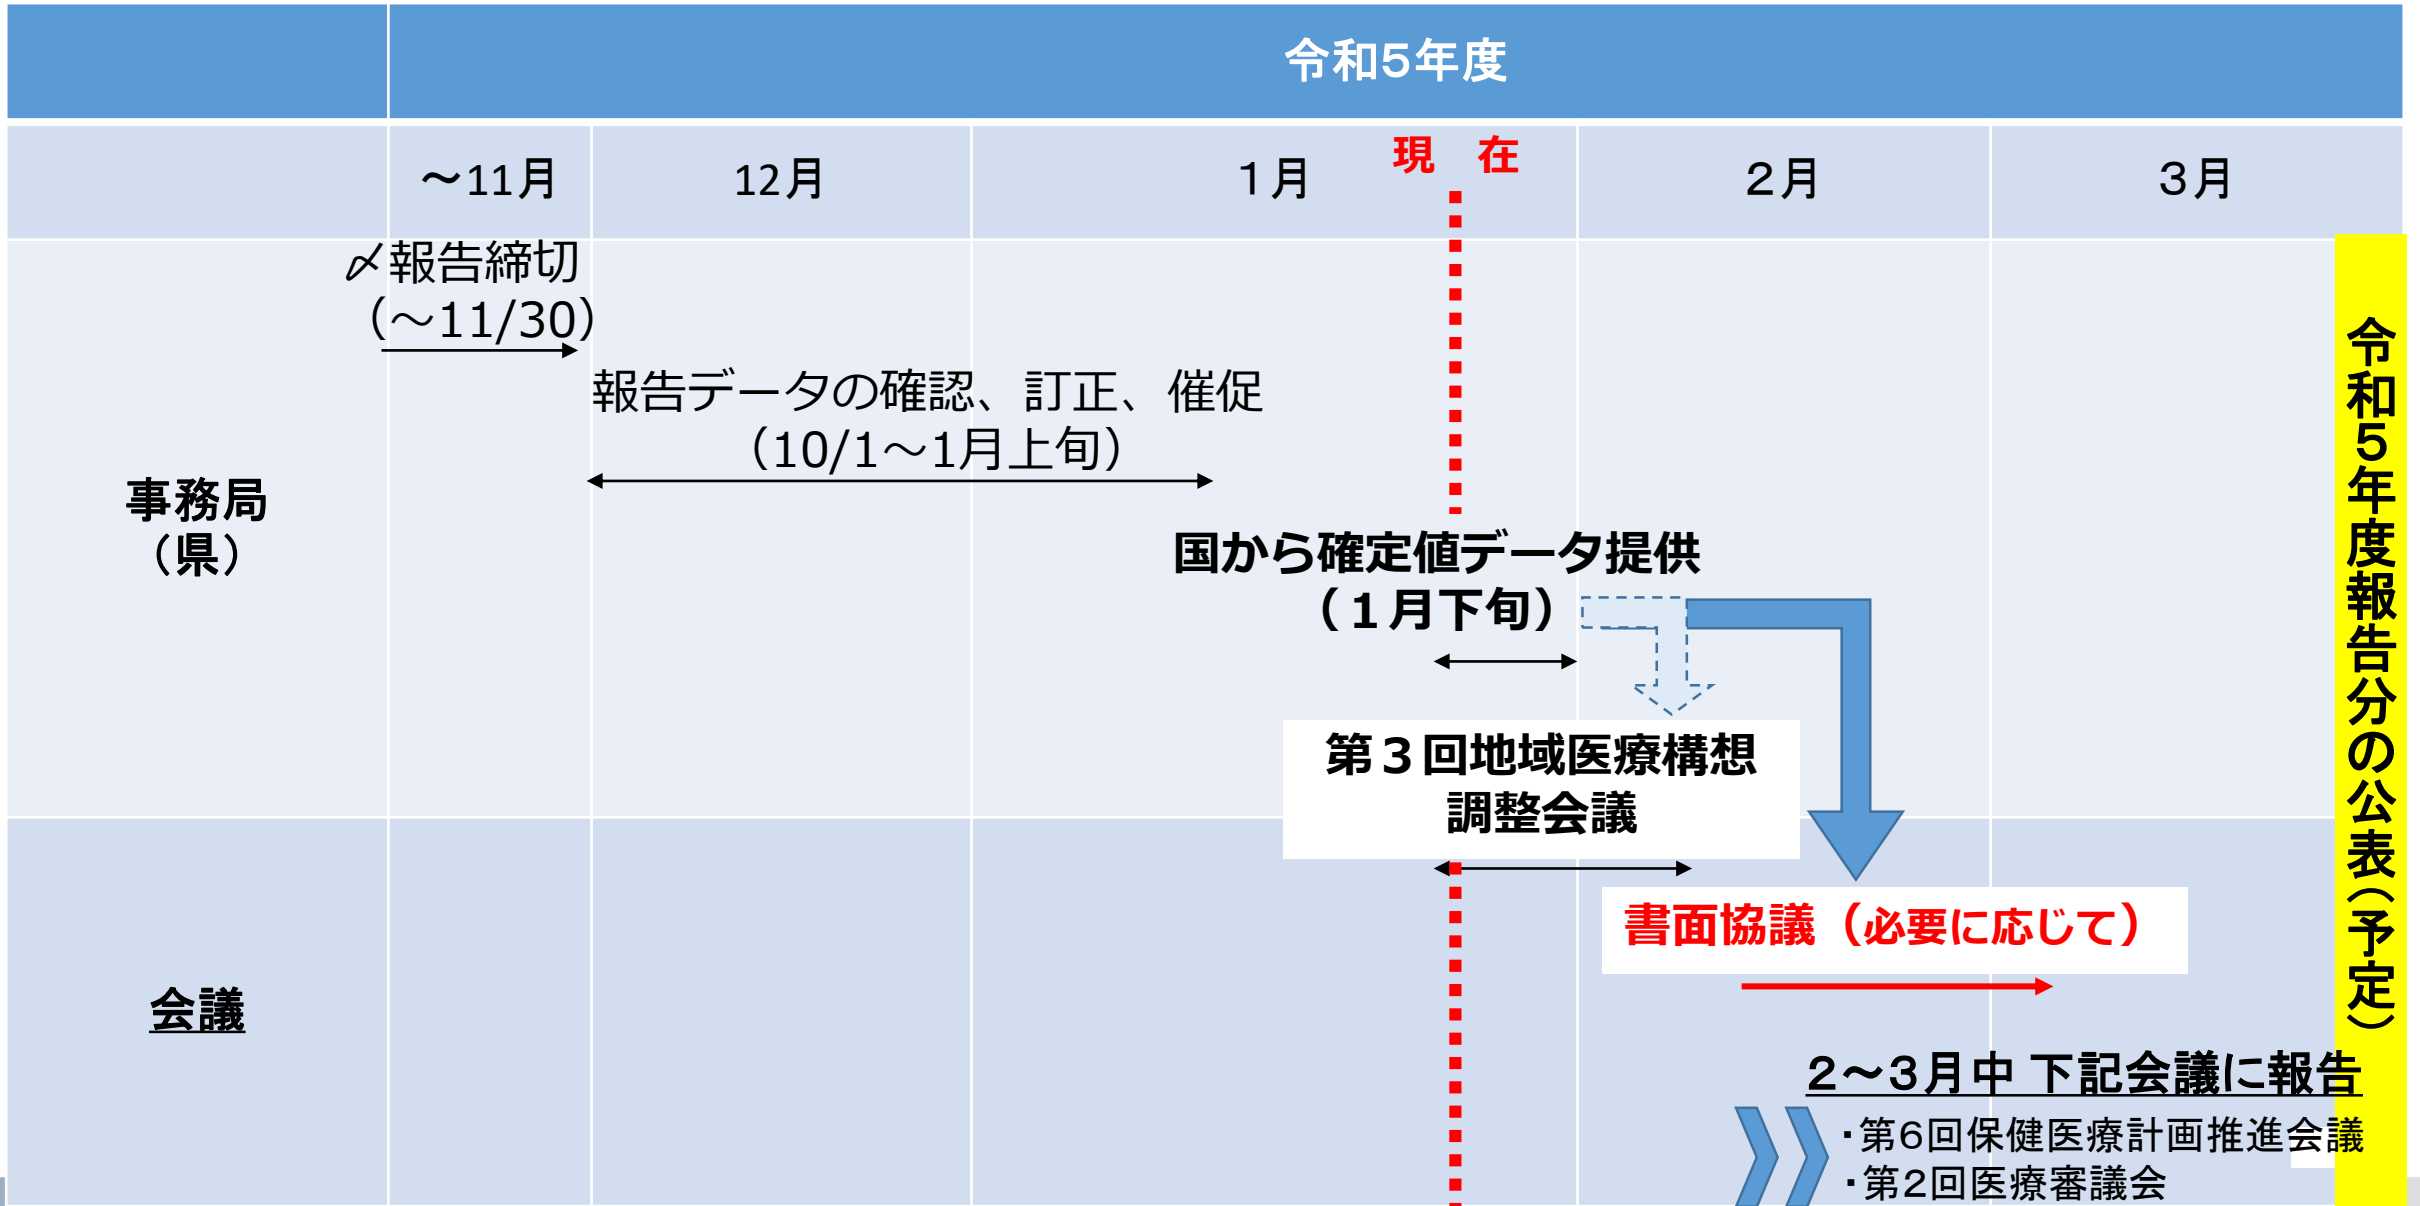 令和5年度
～11月
12月
１月
現　在
２月
３月
〆報告締切
（～11/30）
報告データの確認、訂正、催促
（10/1～1月上旬）
事務局
（県）
国から確定値データ提供
（１月下旬）
第３回地域医療構想
調整会議
書面協議（必要に応じて）
会議
2～3月中 下記会議に報告
・第6回保健医療計画推進会議
・第2回医療審議会
令和5年度報告分の公表（予定）